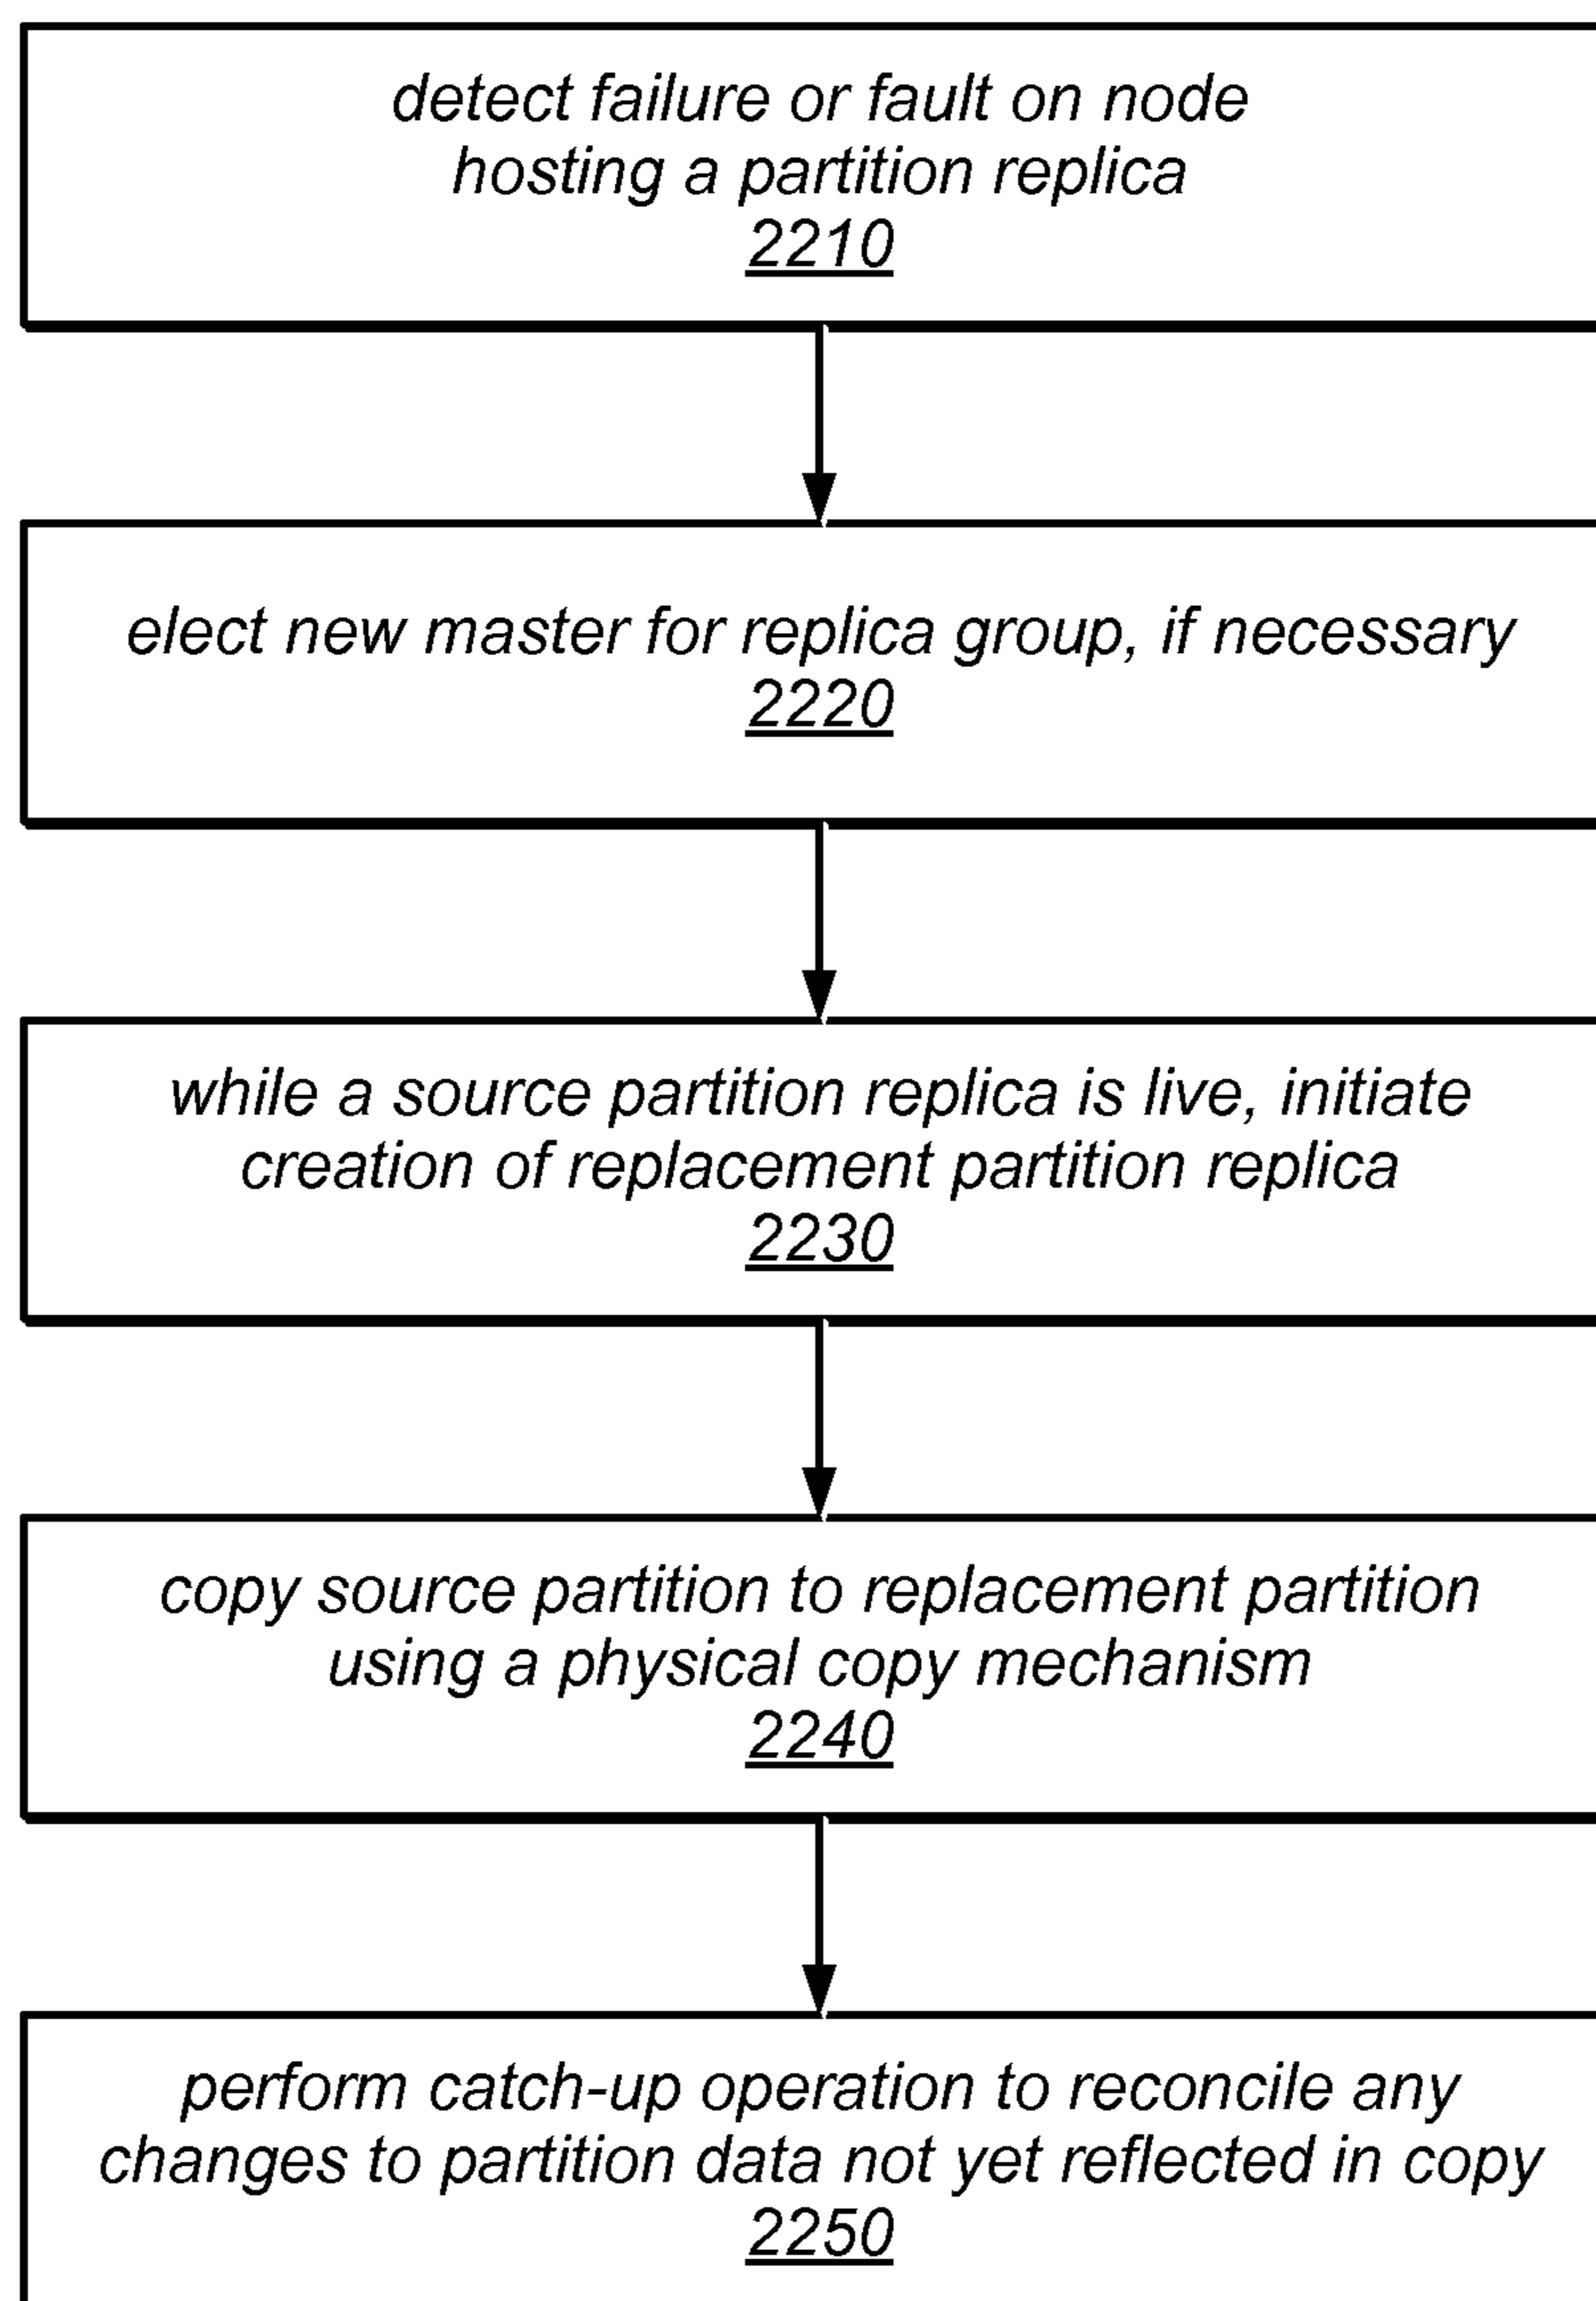 detect failure or fault on node
hosting a partition replica
2210
elect new master for replica group, if necessary
2220
while a source partition replica is live, initiate
creation of replacement partition replica
2230
copy source partition to replacement partition
using a physical copy mechanism
2240
perform catch-up operation to reconcile any
changes to partition data not yet reflected in copy
2250